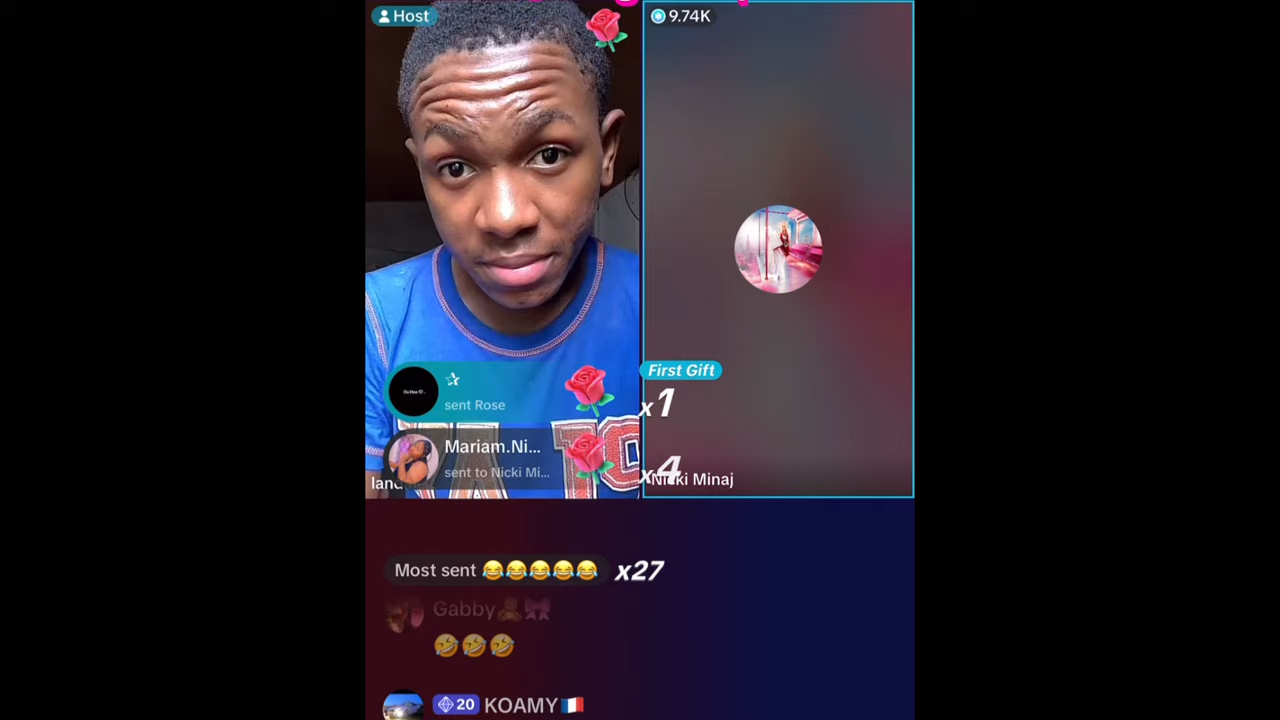 Host
9.74K
First Gift
sent Rose
x1
Mariam.Ni...
sent to Nicki Mi...
x4
Nicki Minaj
Most sent 😂😂😂😂😂 x27
Gabby🧸🎀
🤣🤣🤣
20 KOAMY🇫🇷